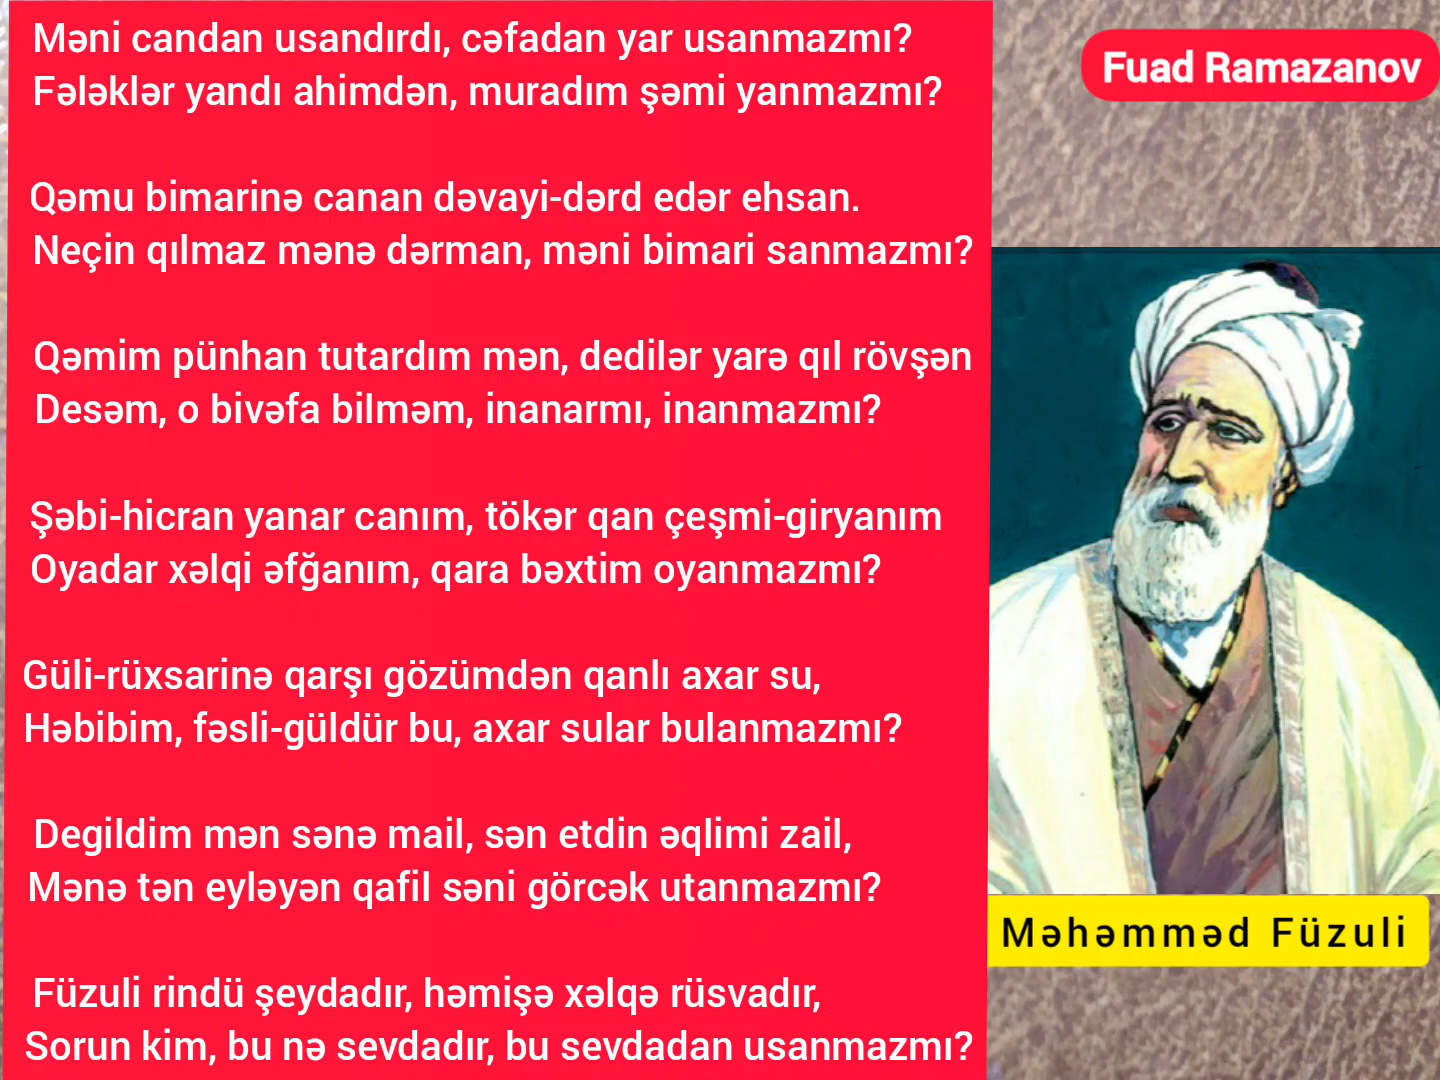 Məni candan usandırdı, cəfadan yar usanmazmı?
Fələklər yandı ahimdən, muradım şəmi yanmazmı?
Qəmu bimarinə canan dəvayi-dərd edər ehsan.
Neçin qılmaz mənə dərman, məni bimari sanmazmı?
Qəmim pünhan tutardım mən, dedilər yarə qıl rövşən
Desəm, o bivəfa bilməm, inanarmı, inanmazmı?
Şəbi-hicran yanar canım, tökər qan çeşmi-giryanım
Oyadar xəlqi əfğanım, qara bəxtim oyanmazmı?
Güli-rüxsarinə qarşı gözümdən qanlı axar su,
Həbibim, fəsli-güldür bu, axar sular bulanmazmı?
Degildim mən sənə mail, sən etdin əqlimi zail,
Mənə tən eyləyən qafil səni görcək utanmazmı?
Füzuli rindü şeydadır, həmişə xəlqə rüsvadır,
Sorun kim, bu nə sevdadır, bu sevdadan usanmazmı?
Fuad Ramazanov
Məhəmməd Füzuli